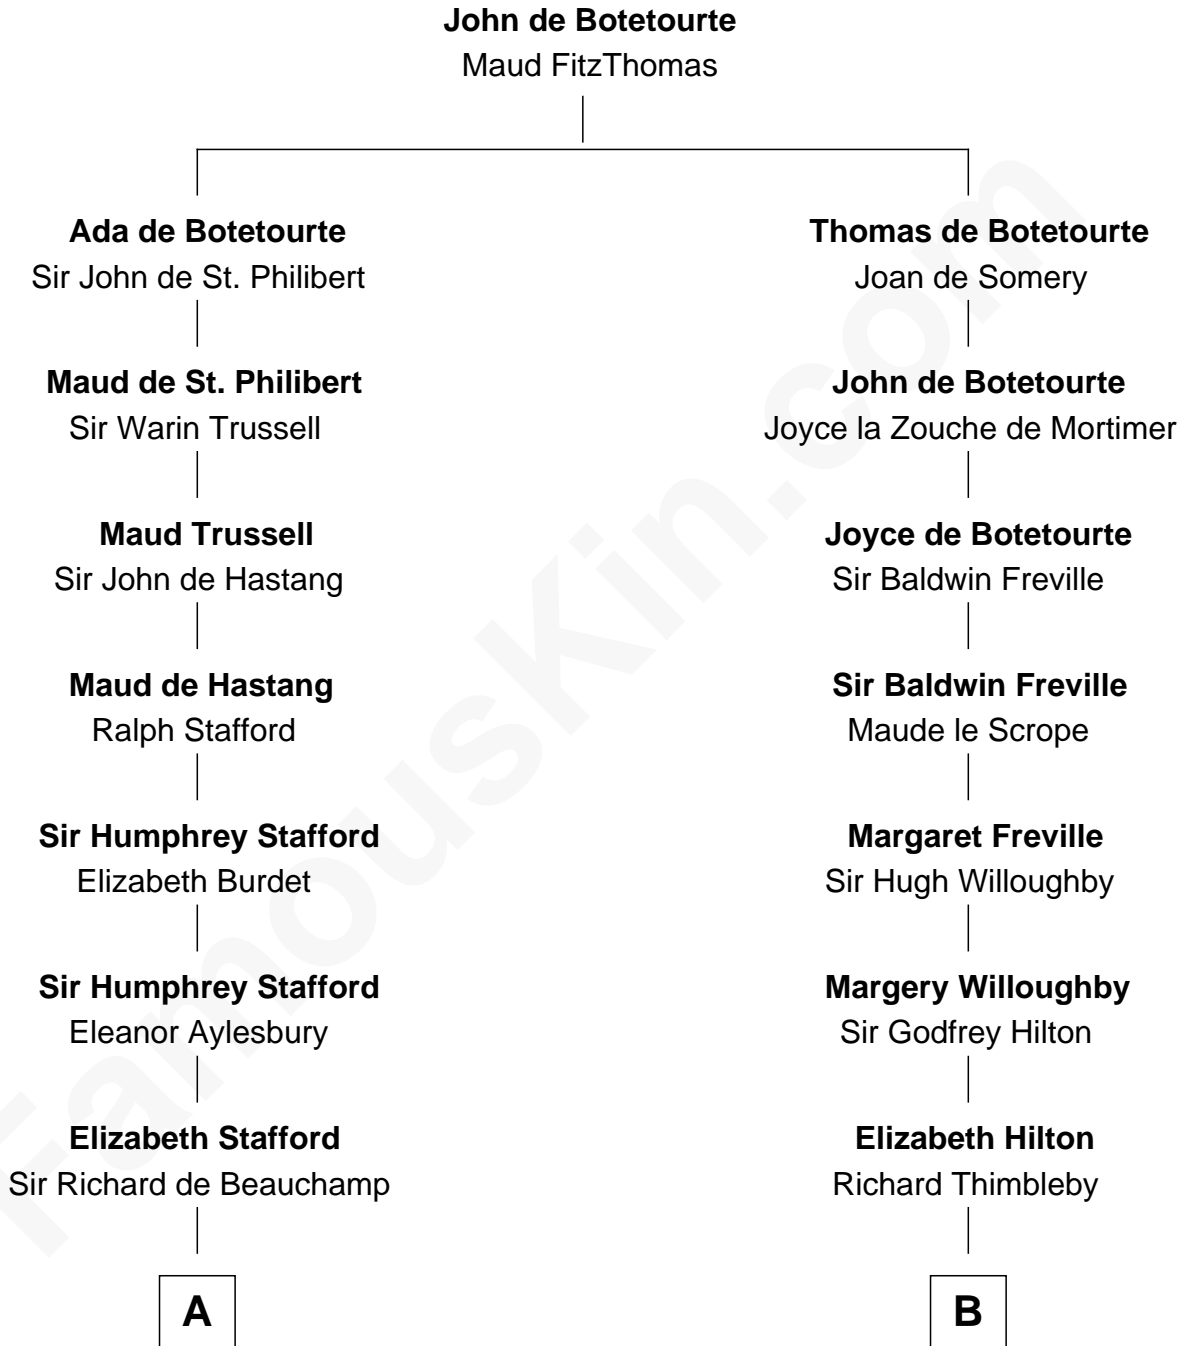 John de Botetourte
Maud FitzThomas
Ada de Botetourte
Sir John de St. Philibert
Maud de St. Philibert
Sir Warin Trussell
Maud Trussell
Sir John de Hastang
Maud de Hastang
Ralph Stafford
Sir Humphrey Stafford
Elizabeth Burdet
Sir Humphrey Stafford
Eleanor Aylesbury
Elizabeth Stafford
Sir Richard de Beauchamp
A
Thomas de Botetourte
Joan de Somery
John de Botetourte
Joyce la Zouche de Mortimer
Joyce de Botetourte
Sir Baldwin Freville
Sir Baldwin Freville
Maude le Scrope
Margaret Freville
Sir Hugh Willoughby
Margery Willoughby
Sir Godfrey Hilton
Elizabeth Hilton
Richard Thimbleby
B
FamousKin.com